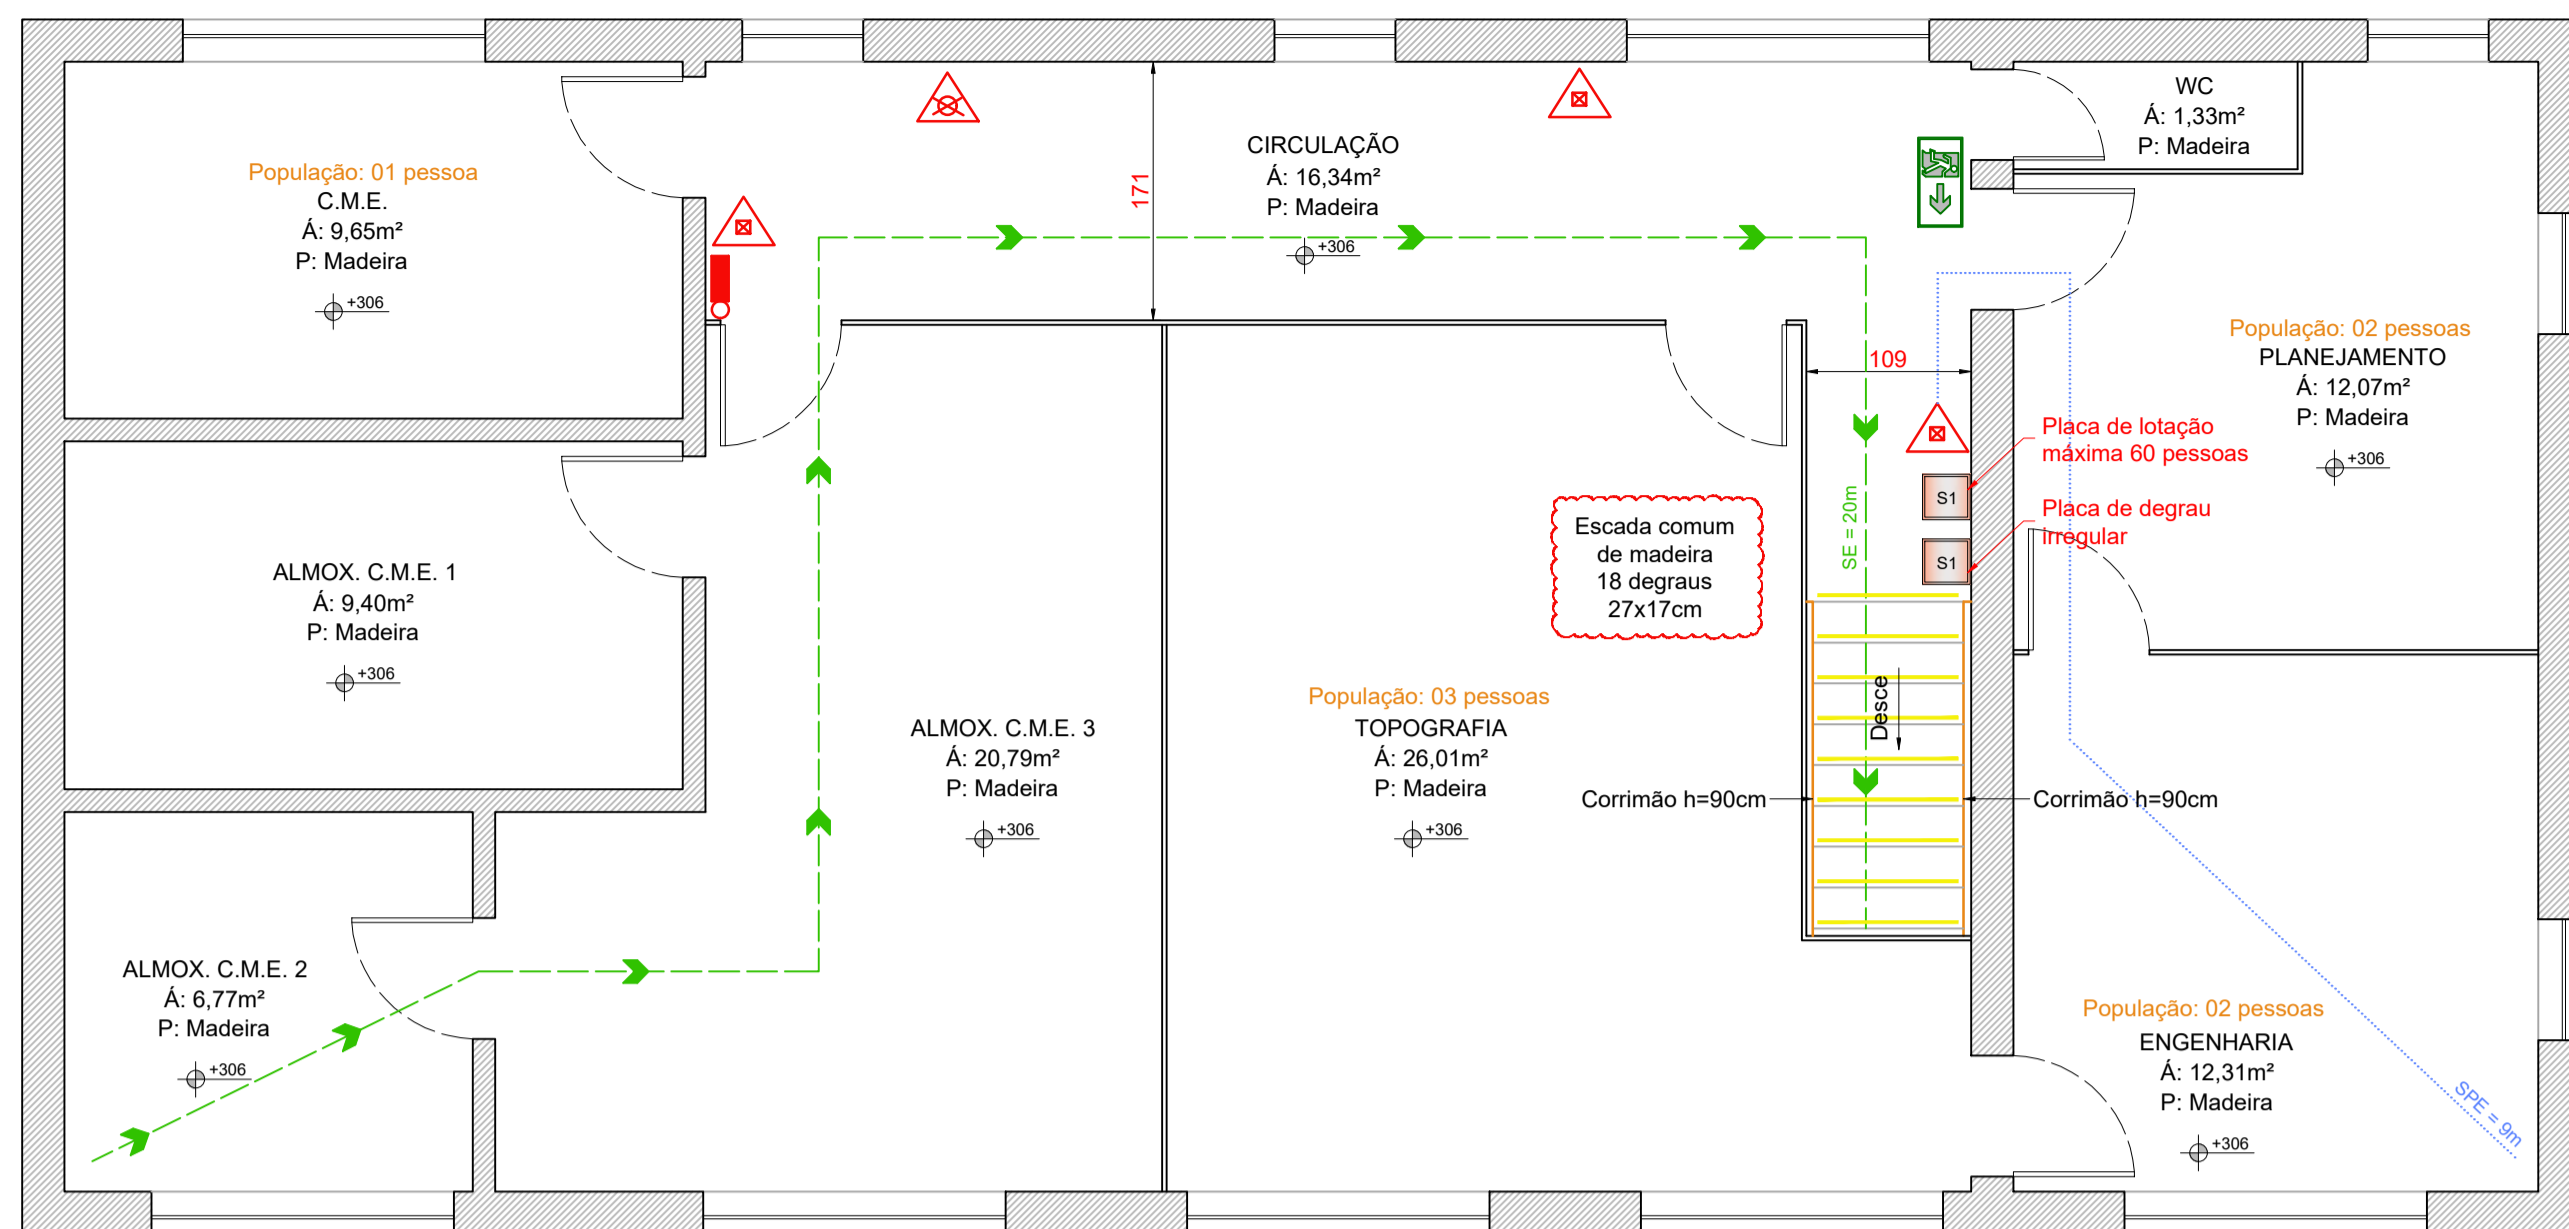 População: 01 pessoa
C.M.E.
Á: 9,65m²
P: Madeira
+306
171
CIRCULAÇÃO
Á: 16,34m²
P: Madeira
+306
WC
Á: 1,33m²
P: Madeira
População: 02 pessoas
PLANEJAMENTO
Á: 12,07m²
P: Madeira
+306
109
Placa de lotação
máxima 60 pessoas
S1
Placa de degrau
irregular
S1
SE = 20m
Escada comum
de madeira
18 degraus
27x17cm
ALMOX. C.M.E. 1
Á: 9,40m²
P: Madeira
+306
ALMOX. C.M.E. 3
Á: 20,79m²
P: Madeira
+306
População: 03 pessoas
TOPOGRAFIA
Á: 26,01m²
P: Madeira
+306
Desce
Corrimão h=90cm
Corrimão h=90cm
ALMOX. C.M.E. 2
Á: 6,77m²
P: Madeira
+306
População: 02 pessoas
ENGENHARIA
Á: 12,31m²
P: Madeira
+306
SPE = 9m